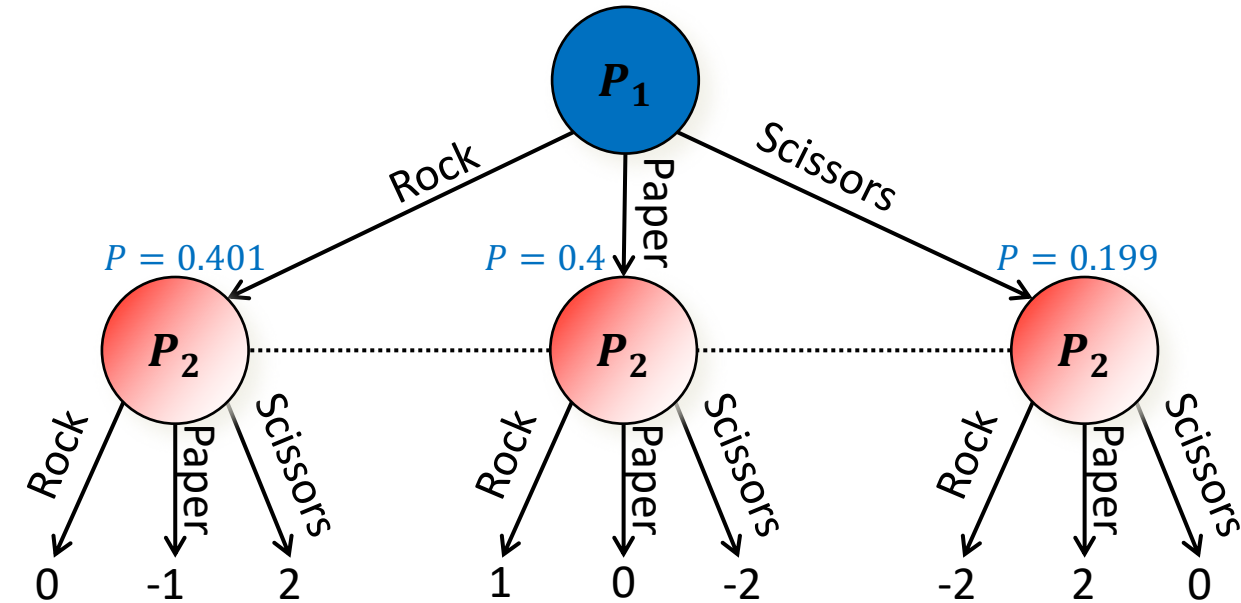 P₁
Rock
Paper
Scissors
P = 0.401
P = 0.4
P = 0.199
P₂
P₂
P₂
Rock
Paper
Scissors
Rock
Paper
Scissors
Rock
Paper
Scissors
0 -1 2 1 0 -2 -2 2 0